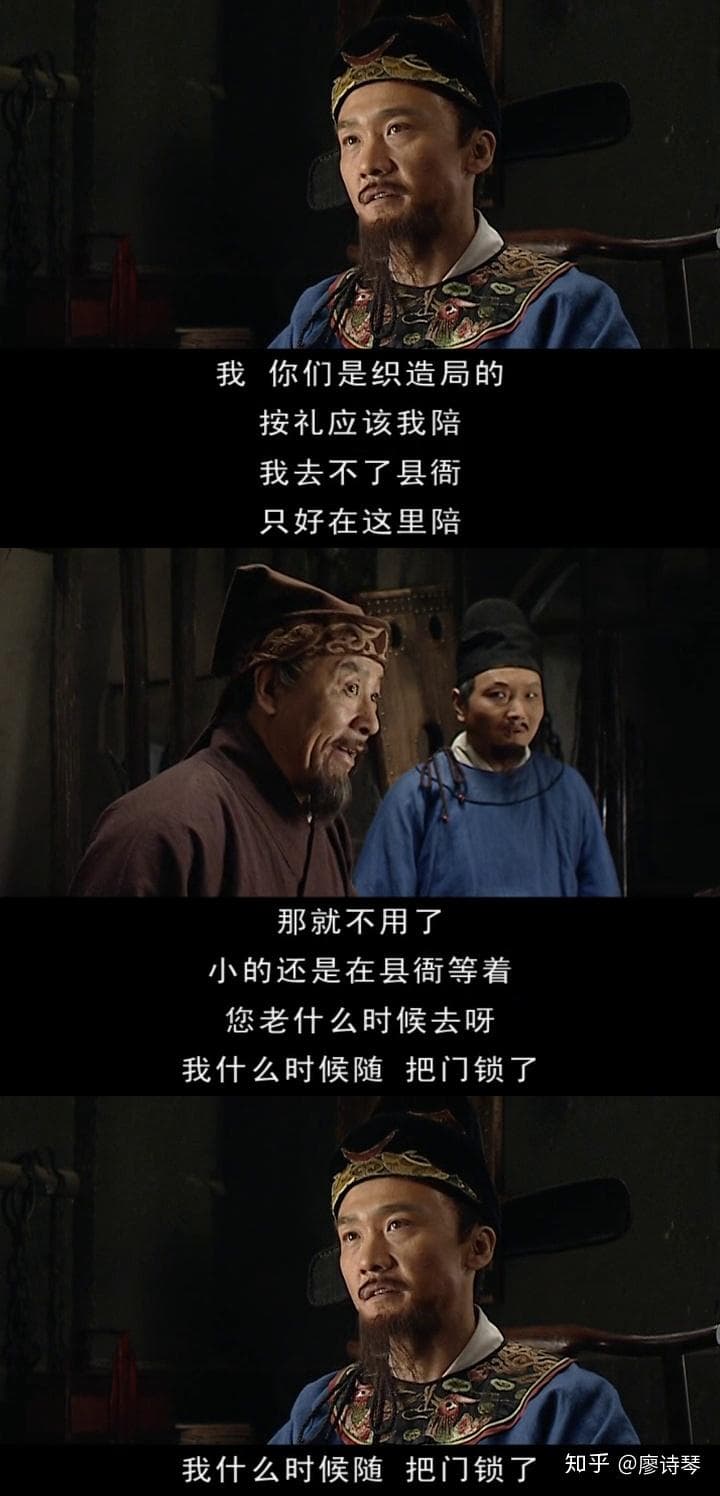 我 你们是织造局的
按礼应该我陪
我去不了县衙
只好在这里陪
那就不用了
小的还是在县衙等着
您老什么时候去呀
我什么时候随 把门锁了
我什么时候随 把门锁了
知乎 @廖诗琴